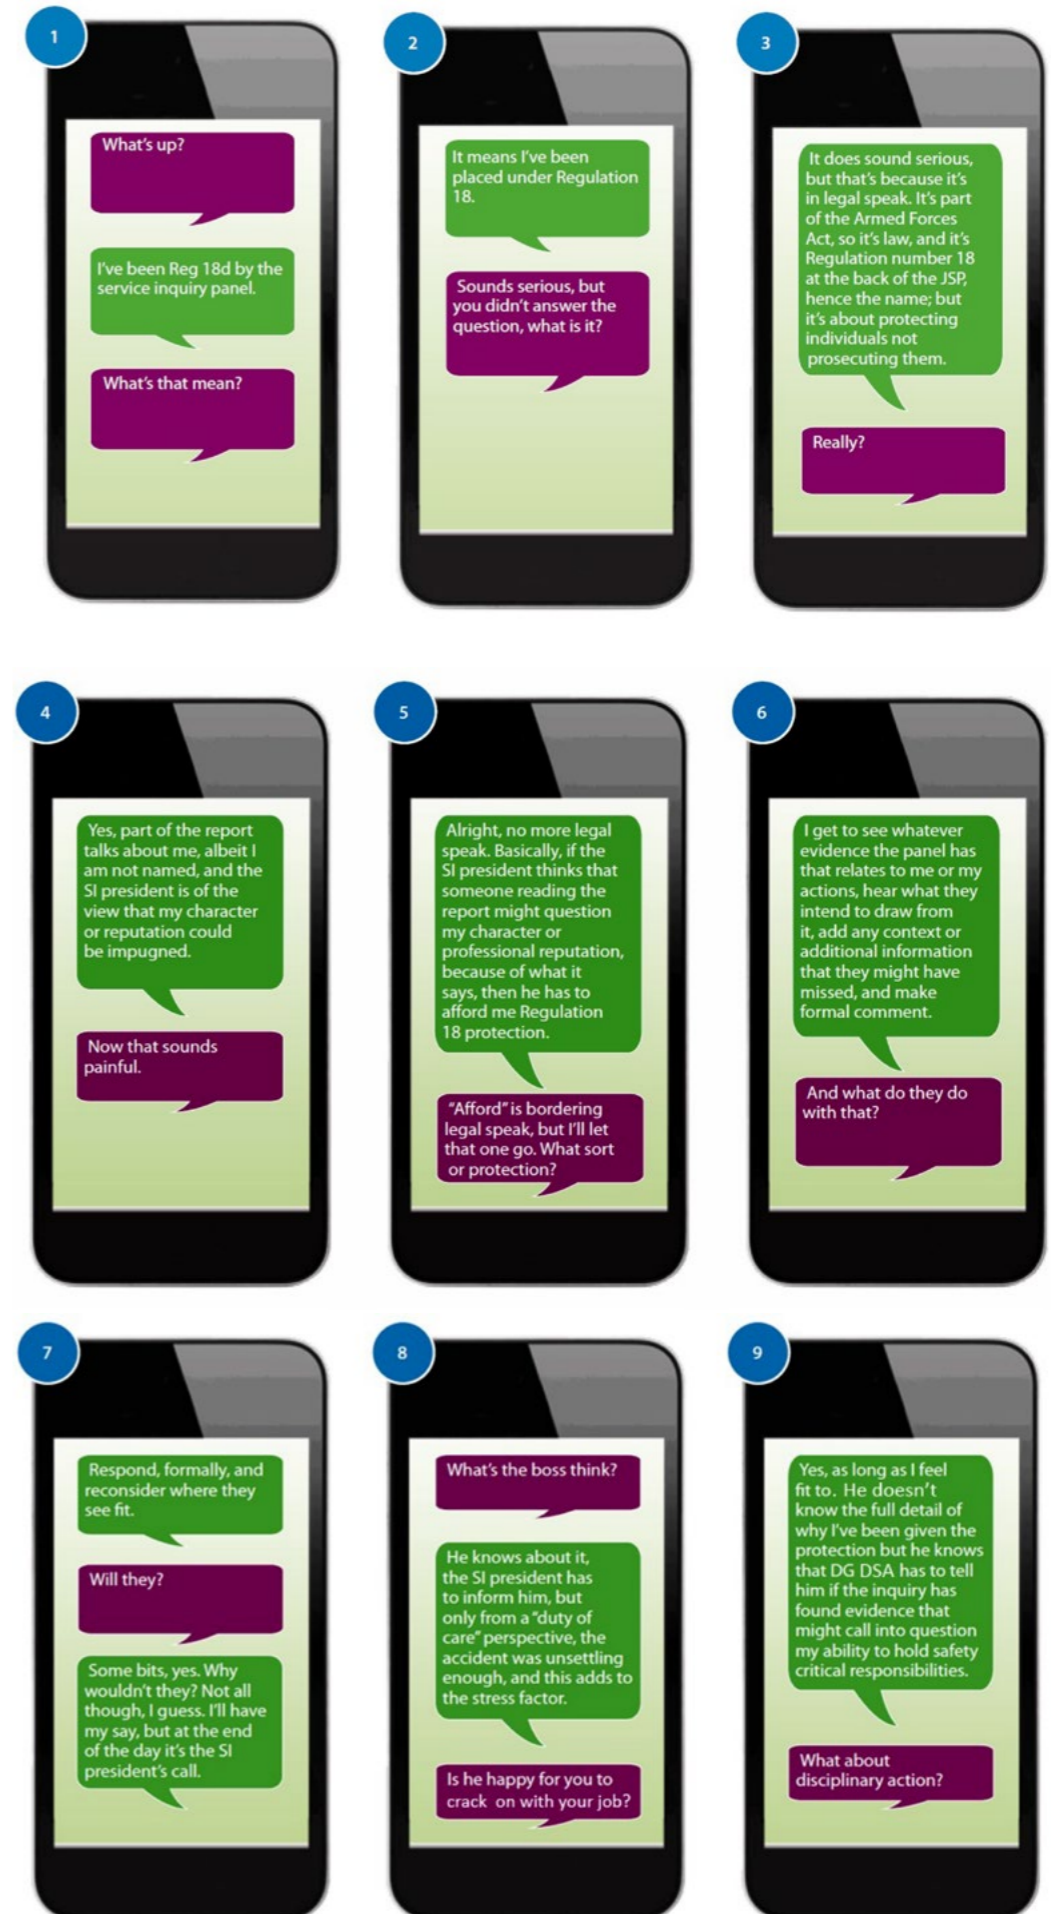 1
What's up?
I've been Reg 18d by the
service inquiry panel.
What's that mean?
2
It means I've been
placed under Regulation
18.
Sounds serious, but
you didn't answer the
question, what is it?
3
It does sound serious,
but that's because it's
in legal speak. It's part
of the Armed Forces
Act, so it's law, and it's
Regulation number 18
at the back of the JSP,
hence the name; but
it's about protecting
individuals not
prosecuting them.
Really?
4
Yes, part of the report
talks about me, albeit I
am not named, and the
SI president is of the
view that my character
or reputation could
be impugned.
Now that sounds
painful.
5
Alright, no more legal
speak. Basically, if the
SI president thinks that
someone reading the
report might question
my character or
professional reputation,
because of what it
says, then he has to
afford me Regulation
18 protection.
"Afford" is bordering
legal speak, but I'll let
that one go. What sort
or protection?
6
I get to see whatever
evidence the panel has
that relates to me or my
actions, hear what they
intend to draw from
it, add any context or
additional information
that they might have
missed, and make
formal comment.
And what do they do
with that?
7
Respond, formally, and
reconsider where they
see fit.
Will they?
Some bits, yes. Why
wouldn't they? Not all
though, I guess. I'll have
my say, but at the end
of the day it's the SI
president's call.
8
What's the boss think?
He knows about it,
the SI president has
to inform him, but
only from a "duty of
care" perspective, the
accident was unsettling
enough, and this adds to
the stress factor.
Is he happy for you to
crack on with your job?
9
Yes, as long as I feel
fit to. He doesn't
know the full detail of
why I've been given the
protection but he knows
that DG DSA has to tell
him if the inquiry has
found evidence that
might call into question
my ability to hold safety
critical responsibilities.
What about
disciplinary action?